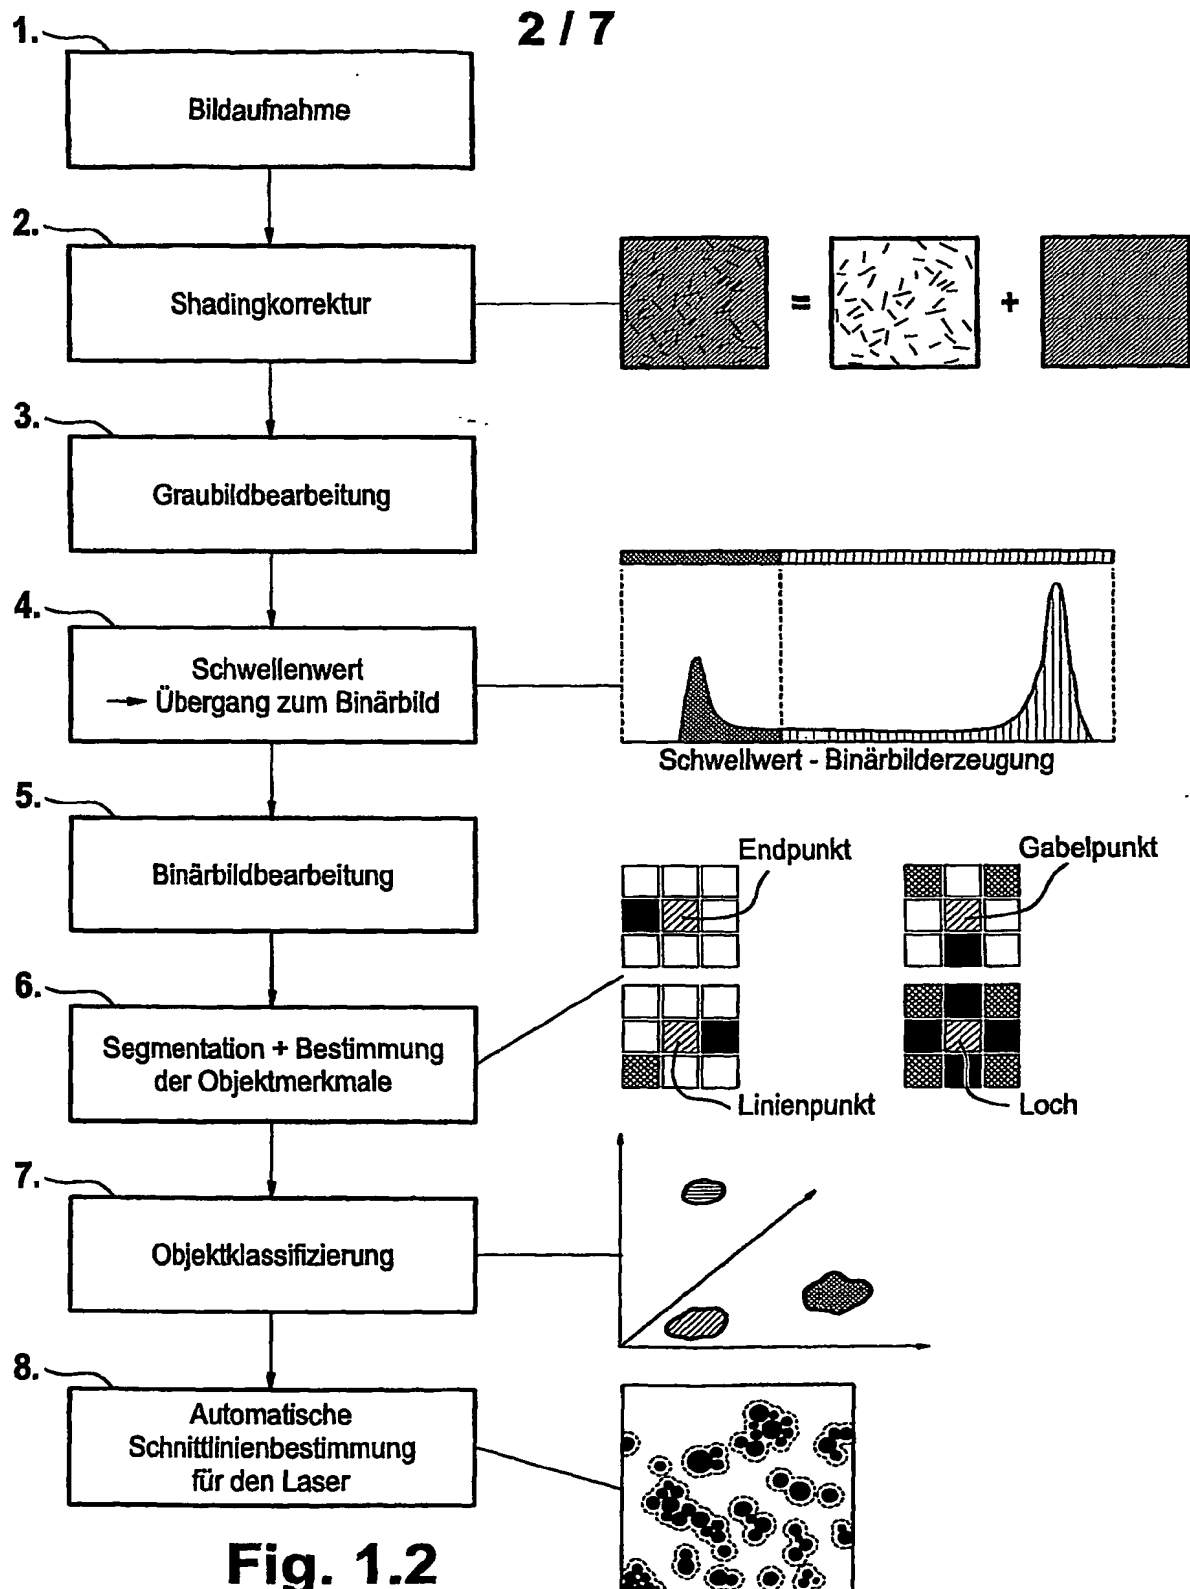 2 / 7
1.
Bildaufnahme
2.
Shadingkorrektur
=
+
3.
Graubildbearbeitung
4.
Schwellenwert
→ Übergang zum Binärbild
Schwellwert - Binärbilderzeugung
5.
Binärbildbearbeitung
Endpunkt
Gabelpunkt
6.
Segmentation + Bestimmung
der Objektmerkmale
Linienpunkt
Loch
7.
Objektklassifizierung
8.
Automatische
Schnittlinienbestimmung
für den Laser
Fig. 1.2